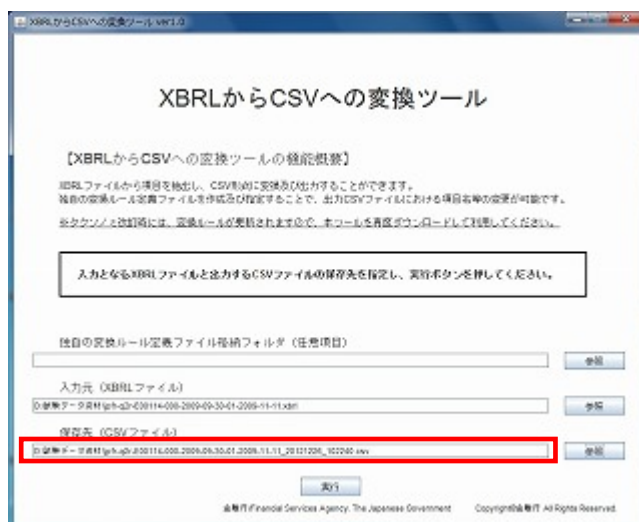 XBRLからCSVへの変換ツール ver1.0
XBRLからCSVへの変換ツール
【XBRLからCSVへの変換ツールの機能概要】
XBRLファイルから項目を抽出し、CSV形式に変換及び出力することができます。
独自の変換ルール定義ファイルを作成及び指定することで、出力CSVファイルにおける項目名等の変更が可能です。
※タクソノミ改訂時には、変換ルールが更新されますので、本ツールを再度ダウンロードして利用してください。
入力となるXBRLファイルと出力するCSVファイルの保存先を指定し、実行ボタンを押してください。
独自の変換ルール定義ファイル格納フォルダ（任意項目）
参照
入力元（XBRLファイル）
参照
保存先（CSVファイル）
参照
実行
金融庁/Financial Services Agency, The Japanese Government Copyright©金融庁 All Rights Reserved.